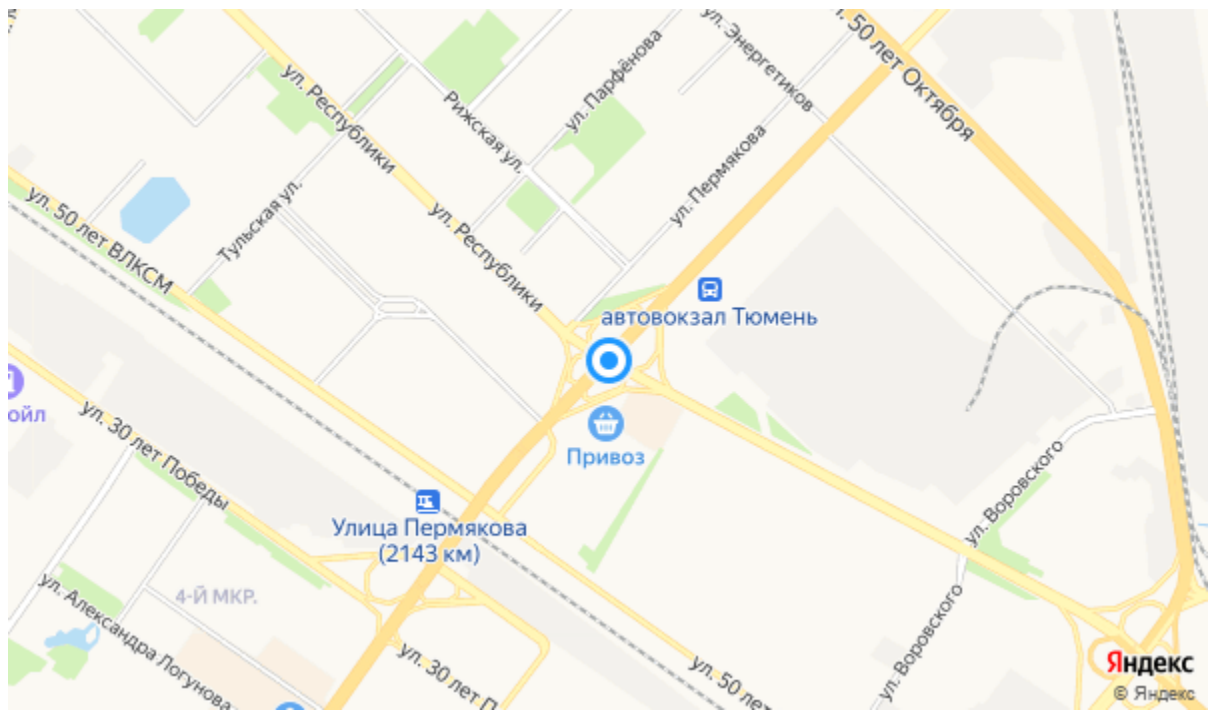 ул. Республики
Рижская ул.
ул. Парфёнова
ул. Энергетиков
ул. 50 лет Октября
ул. Пермякова
Тульская ул.
ул. 50 лет ВЛКСМ
ул. Республики
автовокзал Тюмень
ойл
Привоз
ул. 30 лет Победы
Улица Пермякова
(2143 км)
ул. Воровского
4-Й МКР.
ул. Александра Логунова
ул. 30 лет П
ул. 50 лет
ул. Воровского
Яндекс
© Яндекс